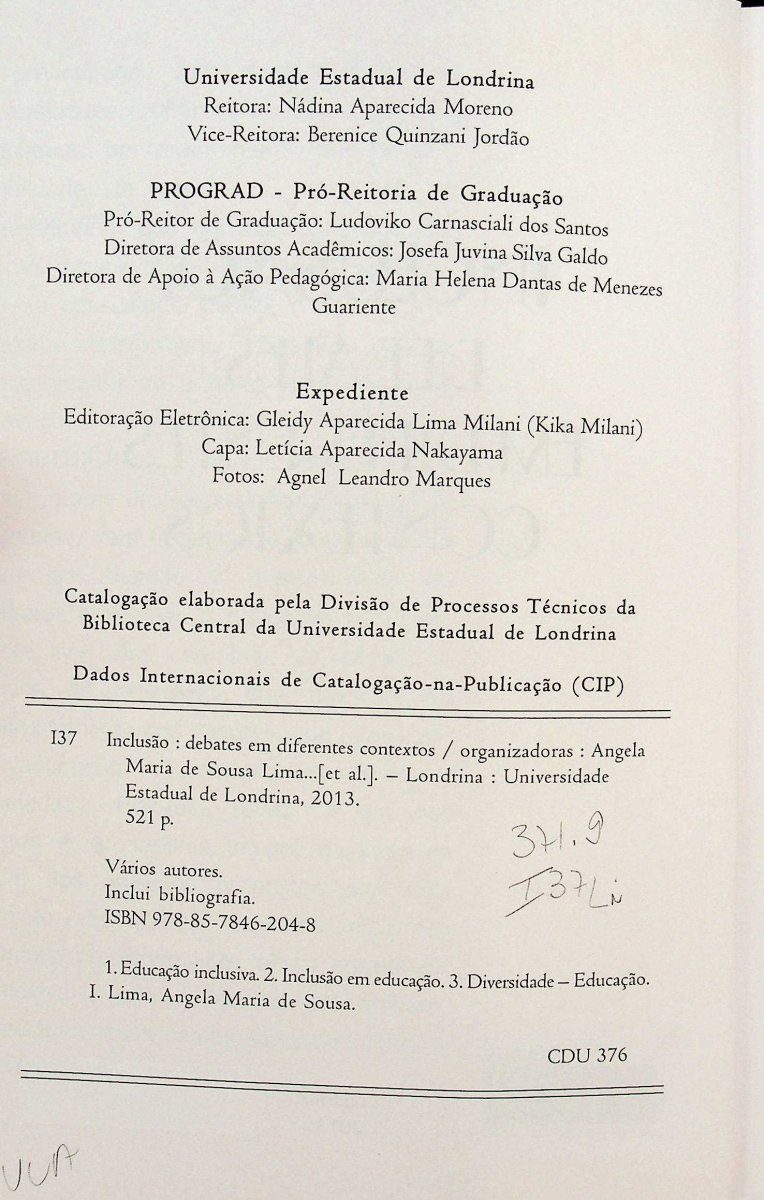 Universidade Estadual de Londrina
Reitora: Nádina Aparecida Moreno
Vice-Reitora: Berenice Quinzani Jordão
PROGRAD - Pró-Reitoria de Graduação
Pró-Reitor de Graduação: Ludoviko Carnasciali dos Santos
Diretora de Assuntos Acadêmicos: Josefa Juvina Silva Galdo
Diretora de Apoio à Ação Pedagógica: Maria Helena Dantas de Menezes
Guariente
Expediente
Editoração Eletrônica: Gleidy Aparecida Lima Milani (Kika Milani)
Capa: Letícia Aparecida Nakayama
Fotos: Agnel Leandro Marques
Catalogação elaborada pela Divisão de Processos Técnicos da
Biblioteca Central da Universidade Estadual de Londrina
Dados Internacionais de Catalogação-na-Publicação (CIP)
I37 Inclusão : debates em diferentes contextos / organizadoras : Angela
Maria de Sousa Lima...[et al.]. – Londrina : Universidade
Estadual de Londrina, 2013.
521 p.
371.9
I37
Vários autores.
Inclui bibliografia.
ISBN 978-85-7846-204-8
1. Educação inclusiva. 2. Inclusão em educação. 3. Diversidade – Educação.
I. Lima, Angela Maria de Sousa.
CDU 376